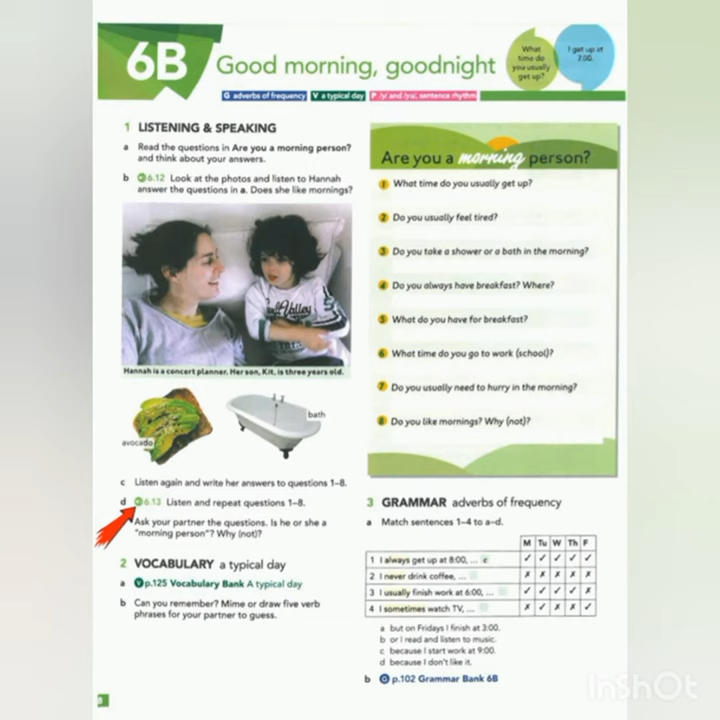 6B Good morning, goodnight
What
time do
you usually
get up?
I get up at
7.00.
G adverbs of frequency V a typical day P /y/ and /yu/, sentence rhythm
1 LISTENING & SPEAKING
a Read the questions in Are you a morning person?
and think about your answers.
b 6.12 Look at the photos and listen to Hannah
answer the questions in a. Does she like mornings?
Hannah is a concert planner. Her son, Kit, is three years old.
avocado
bath
c Listen again and write her answers to questions 1–8.
d 6.13 Listen and repeat questions 1–8.
Ask your partner the questions. Is he or she a
"morning person"? Why (not)?
2 VOCABULARY a typical day
a V p.125 Vocabulary Bank A typical day
b Can you remember? Mime or draw five verb
phrases for your partner to guess.
Are you a morning person?
1 What time do you usually get up?
2 Do you usually feel tired?
3 Do you take a shower or a bath in the morning?
4 Do you always have breakfast? Where?
5 What do you have for breakfast?
6 What time do you go to work (school)?
7 Do you usually need to hurry in the morning?
8 Do you like mornings? Why (not)?
3 GRAMMAR adverbs of frequency
a Match sentences 1–4 to a–d.
M Tu W Th F
1 I always get up at 8:00, ... c ✓ ✓ ✓ ✓ ✓
2 I never drink coffee, ... ✗ ✗ ✗ ✗ ✗
3 I usually finish work at 6:00, ... ✓ ✓ ✓ ✓ ✗
4 I sometimes watch TV, ... ✗ ✓ ✗ ✗ ✓
a but on Fridays I finish at 3:00.
b or I read and listen to music.
c because I start work at 9:00.
d because I don't like it.
b G p.102 Grammar Bank 6B
InShOt